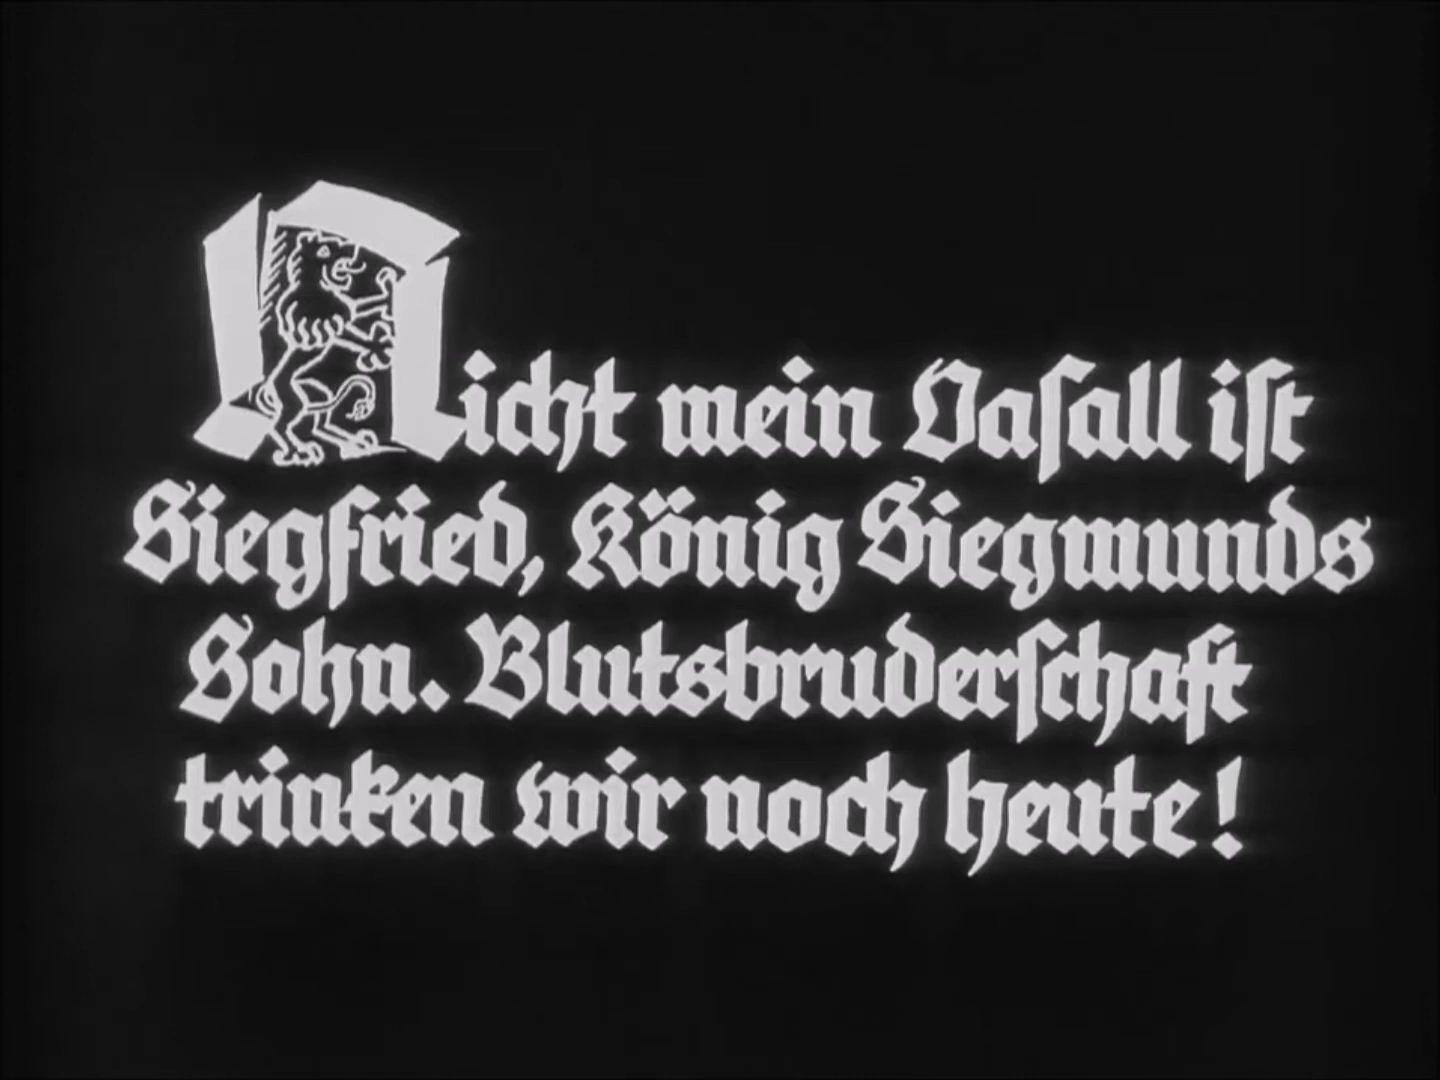 Nicht mein Vaſall iſt
Siegfried, König Siegmunds
Sohn. Blutsbruderſchaft
trinken wir noch heute!